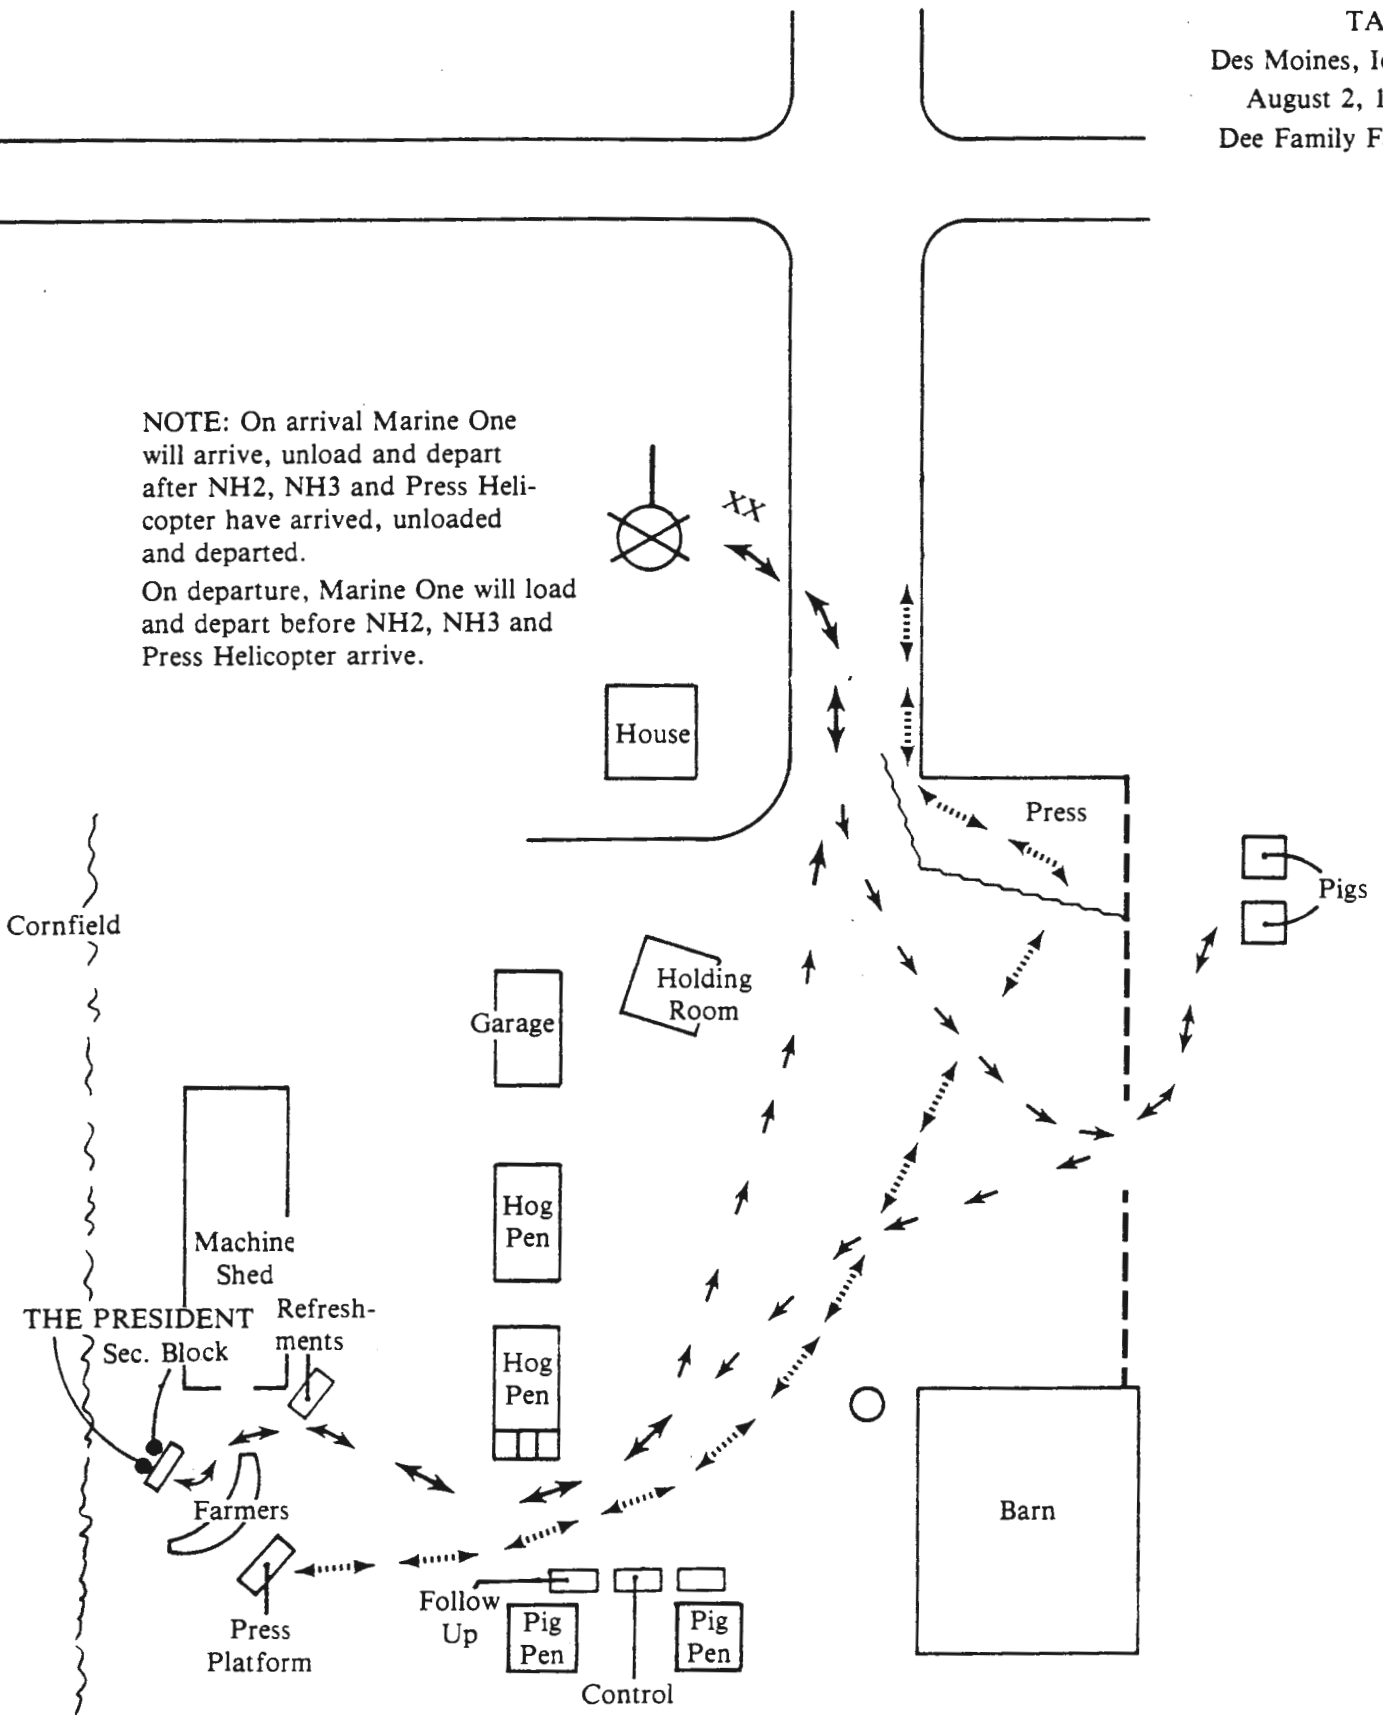 TA
Des Moines, I
August 2, 1
Dee Family F
NOTE: On arrival Marine One
will arrive, unload and depart
after NH2, NH3 and Press Heli-
copter have arrived, unloaded
and departed.
On departure, Marine One will load
and depart before NH2, NH3 and
Press Helicopter arrive.
XX
House
Press
Pigs
Cornfield
Holding
Room
Garage
Hog
Pen
Machine
Shed
THE PRESIDENT
Sec. Block
Refresh-
ments
Hog
Pen
Farmers
Barn
Follow
Up
Pig
Pen
Pig
Pen
Press
Platform
Control